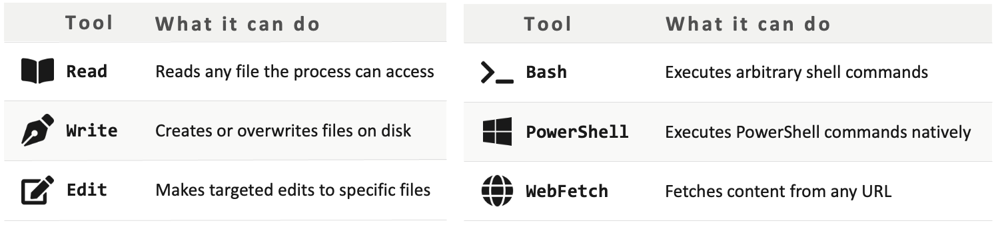 Tool What it can do
Read Reads any file the process can access
Write Creates or overwrites files on disk
Edit Makes targeted edits to specific files
Tool What it can do
Bash Executes arbitrary shell commands
PowerShell Executes PowerShell commands natively
WebFetch Fetches content from any URL